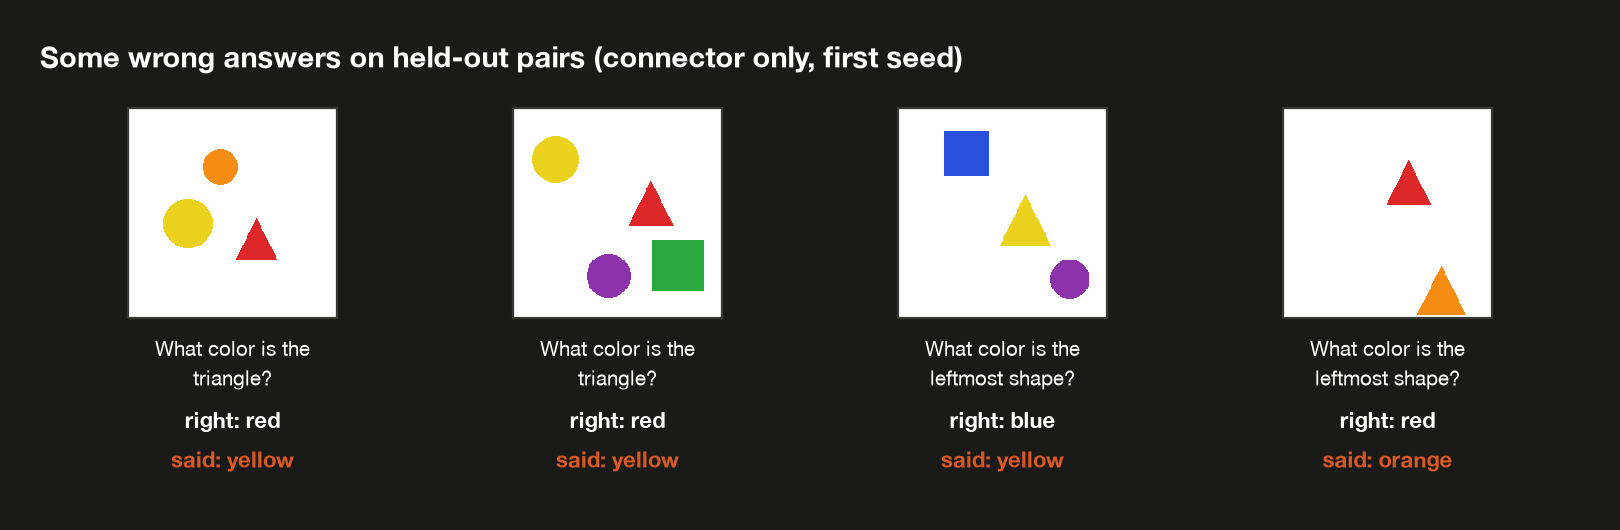 Some wrong answers on held-out pairs (connector only, first seed)
What color is the
triangle?
right: red
said: yellow
What color is the
triangle?
right: red
said: yellow
What color is the
leftmost shape?
right: blue
said: yellow
What color is the
leftmost shape?
right: red
said: orange